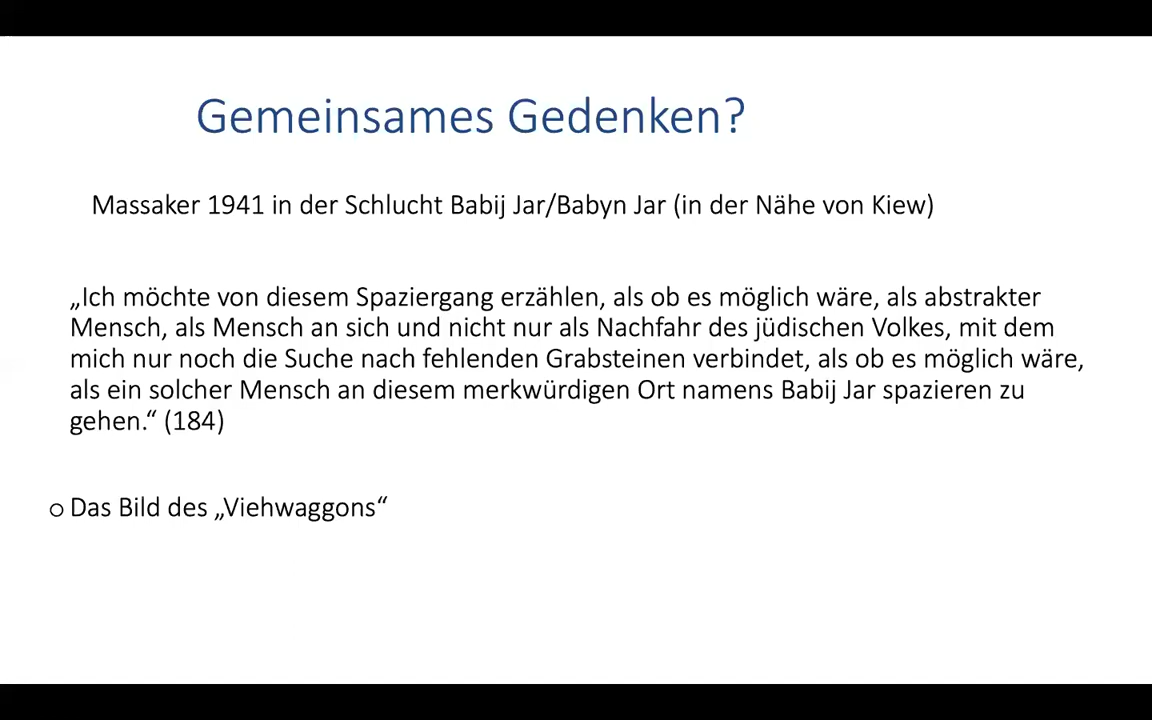 Gemeinsames Gedenken?
Massaker 1941 in der Schlucht Babij Jar/Babyn Jar (in der Nähe von Kiew)
„Ich möchte von diesem Spaziergang erzählen, als ob es möglich wäre, als abstrakter
Mensch, als Mensch an sich und nicht nur als Nachfahr des jüdischen Volkes, mit dem
mich nur noch die Suche nach fehlenden Grabsteinen verbindet, als ob es möglich wäre,
als ein solcher Mensch an diesem merkwürdigen Ort namens Babij Jar spazieren zu
gehen.“ (184)
o Das Bild des „Viehwaggons“